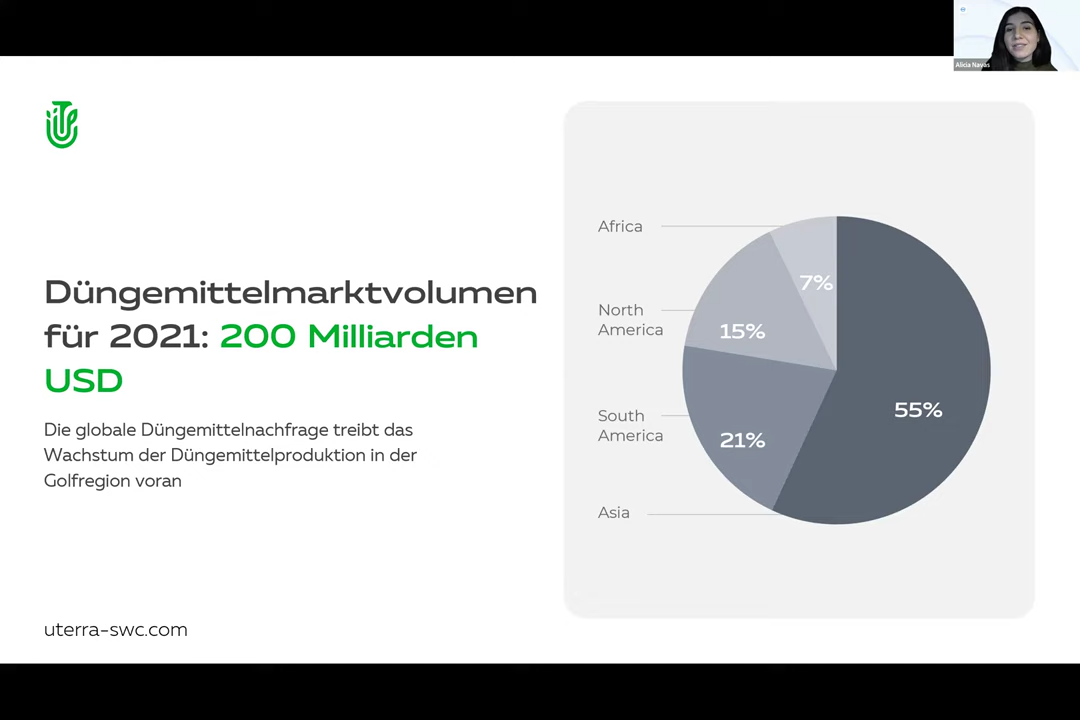 Alicia Navas
Düngemittelmarktvolumen
für 2021: 200 Milliarden
USD
Die globale Düngemittelnachfrage treibt das
Wachstum der Düngemittelproduktion in der
Golfregion voran
uterra-swc.com
Africa
7%
North
America
15%
South
America
21%
55%
Asia